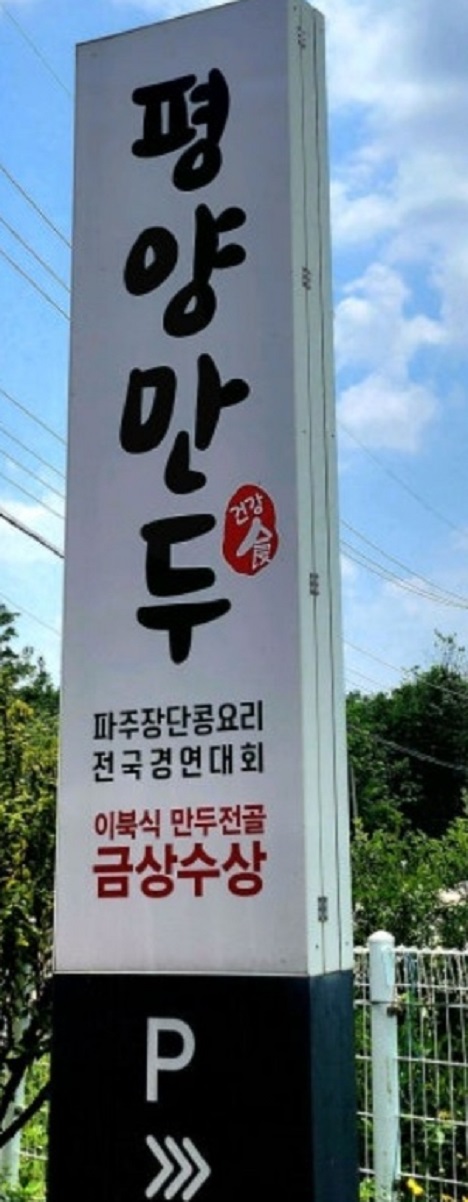 평양만두
건강
食
파주장단콩요리
전국경연대회
이북식 만두전골
금상수상
P
>>>